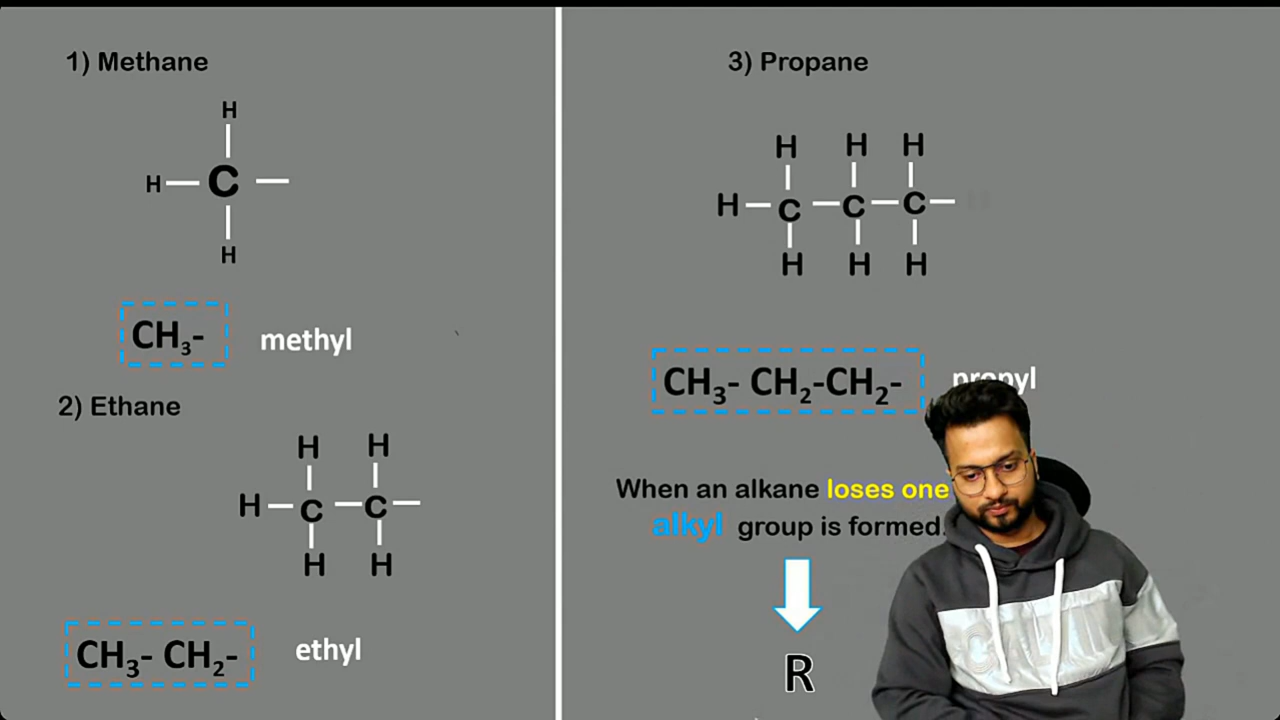 1) Methane
H
H C
H
CH₃- methyl
2) Ethane
H H
H C C
H H
CH₃- CH₂- ethyl
3) Propane
H H H
H C C C
H H H
CH₃- CH₂-CH₂- propyl
When an alkane loses one
alkyl group is formed.
R